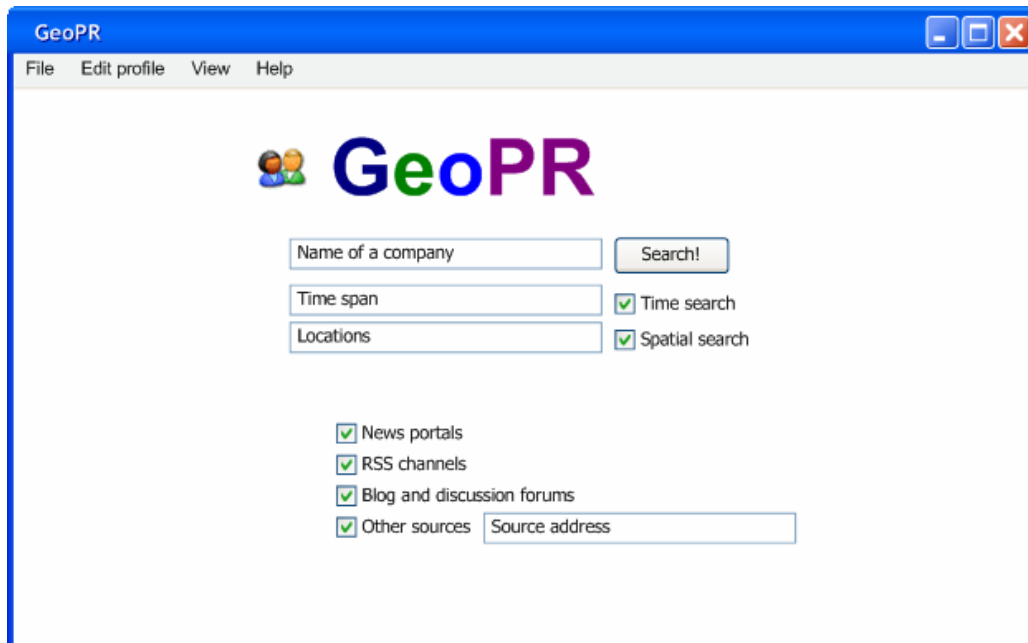 GeoPR
File Edit profile View Help
GeoPR
Name of a company Search!
Time span Time search
Locations Spatial search
News portals
RSS channels
Blog and discussion forums
Other sources Source address